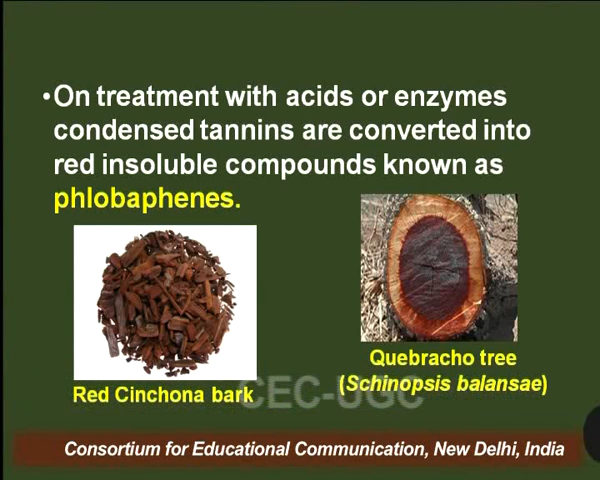 •On treatment with acids or enzymes
condensed tannins are converted into
red insoluble compounds known as
phlobaphenes.
Quebracho tree
(Schinopsis balansae)
Red Cinchona bark
CEC-UGC
Consortium for Educational Communication, New Delhi, India